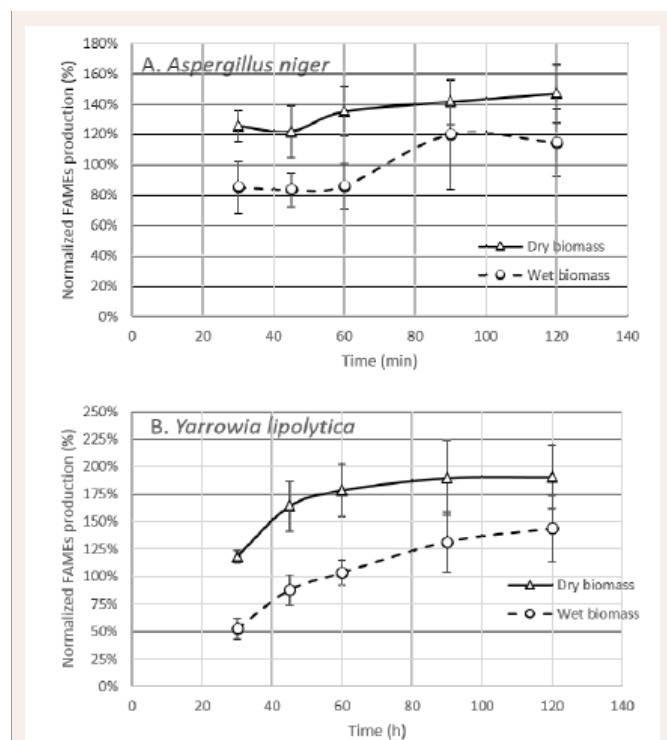 180%
A. Aspergillus niger
160%
140%
120%
100%
80%
60%
40%
20%
0%
Normalized FAMEs production (%)
Dry biomass
Wet biomass
0 20 40 60 80 100 120 140
Time (min)
250%
B. Yarrowia lipolytica
225%
200%
175%
150%
125%
100%
75%
50%
25%
0%
Normalized FAMEs production (%)
Dry biomass
Wet biomass
0 20 40 60 80 100 120 140
Time (h)